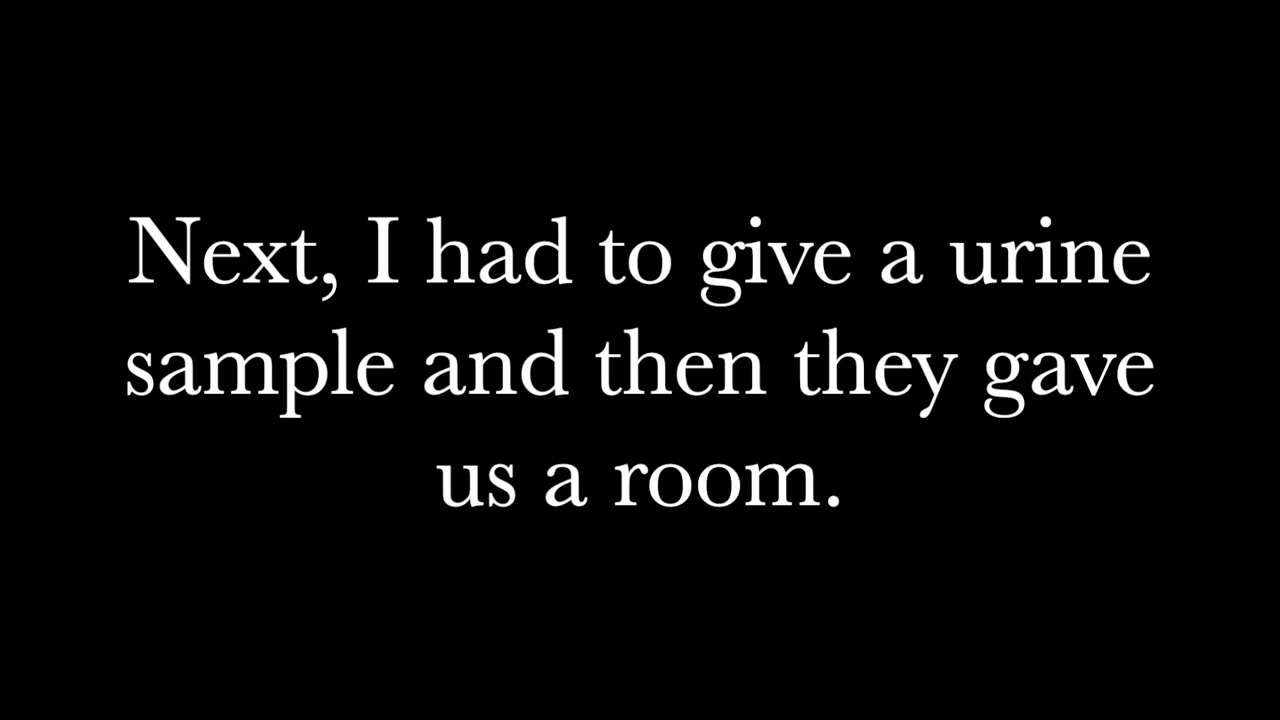 Next, I had to give a urine
sample and then they gave
us a room.